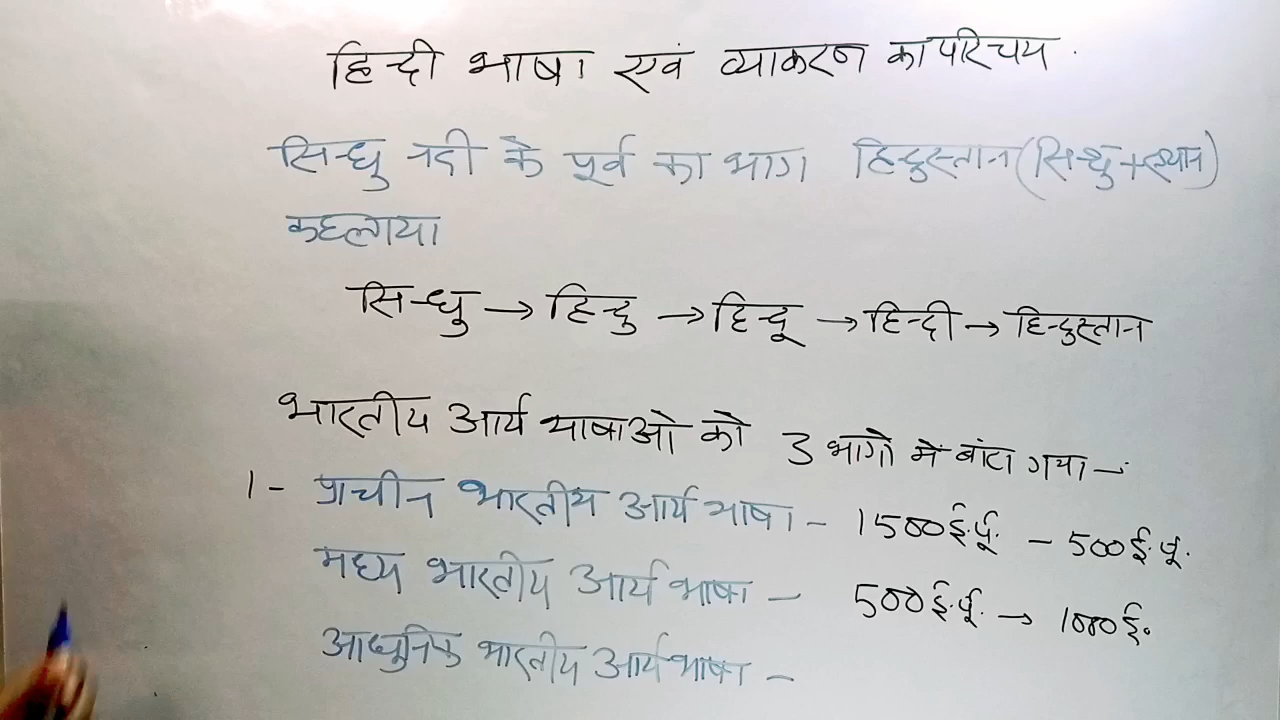 हिन्दी भाषा एवं व्याकरण का परिचय .
सिन्धु नदी के पूर्व का भाग हिन्दुस्तान (सिन्धु+स्थान)
कहलाया
सिन्धु → हिन्दु → हिन्दू → हिन्दी → हिन्दुस्तान
भारतीय आर्य भाषाओ को 3 भागो मे बांटा गया –:
1 - प्राचीन भारतीय आर्य भाषा - 1500 ई.पू. - 500 ई.पू.
मध्य भारतीय आर्य भाषा - 500 ई.पू. → 1000 ई.
आधुनिक भारतीय आर्य भाषा -